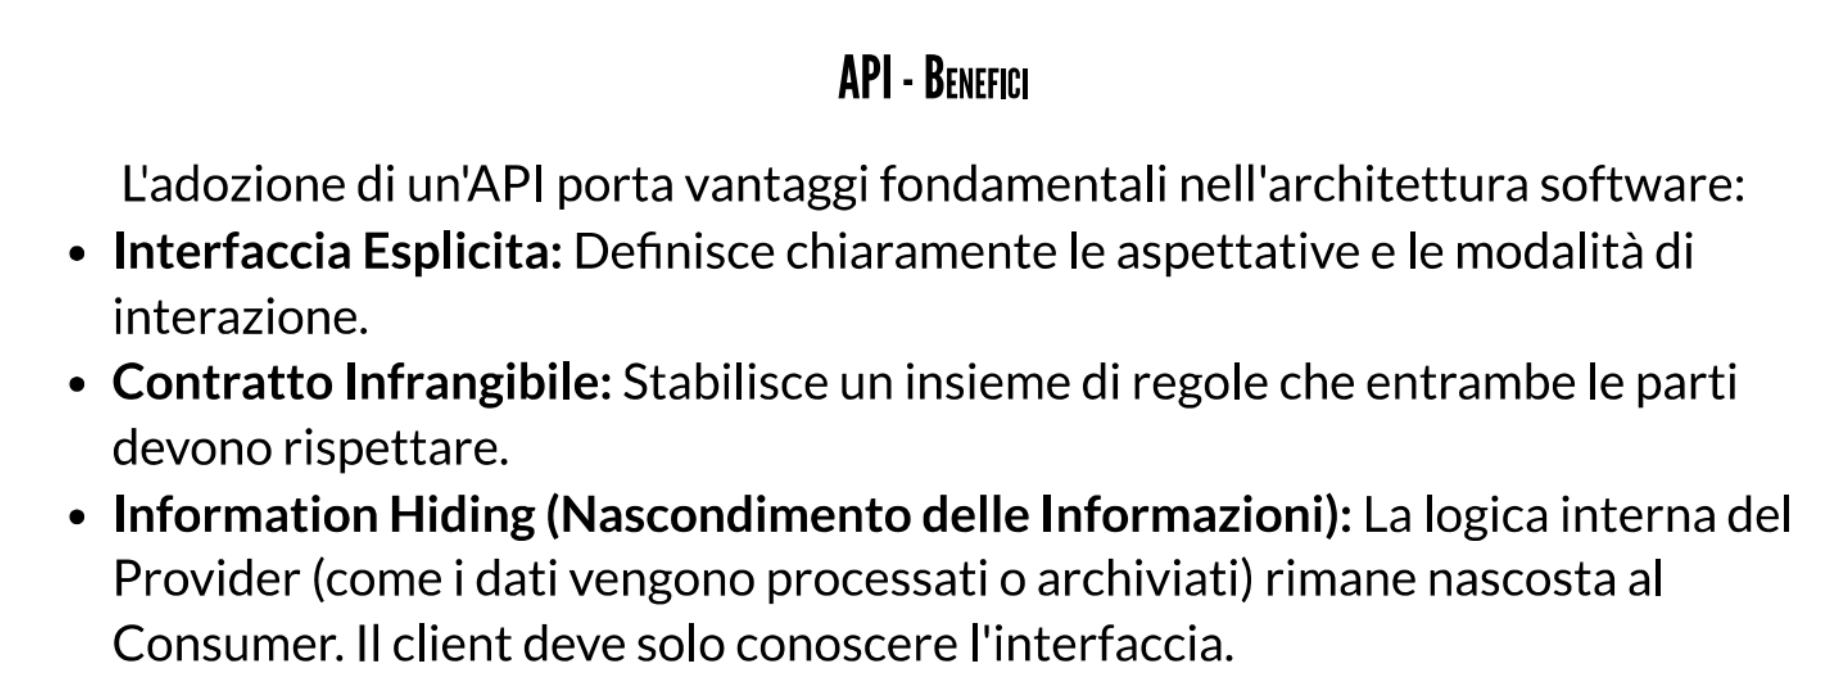 API - Benefici
L'adozione di un'API porta vantaggi fondamentali nell'architettura software:
• Interfaccia Esplicita: Definisce chiaramente le aspettative e le modalità di
interazione.
• Contratto Infrangibile: Stabilisce un insieme di regole che entrambe le parti
devono rispettare.
• Information Hiding (Nascondimento delle Informazioni): La logica interna del
Provider (come i dati vengono processati o archiviati) rimane nascosta al
Consumer. Il client deve solo conoscere l'interfaccia.